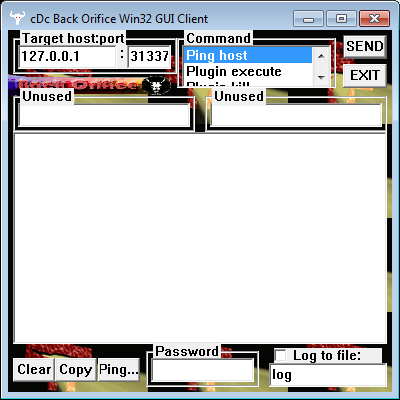 cDc Back Orifice Win32 GUI Client
Target host:port
127.0.0.1 : 31337
Command
Ping host
Plugin execute
Plugin kill
SEND
EXIT
Back Orifice
Unused
Unused
Clear
Copy
Ping...
Password
Log to file:
log